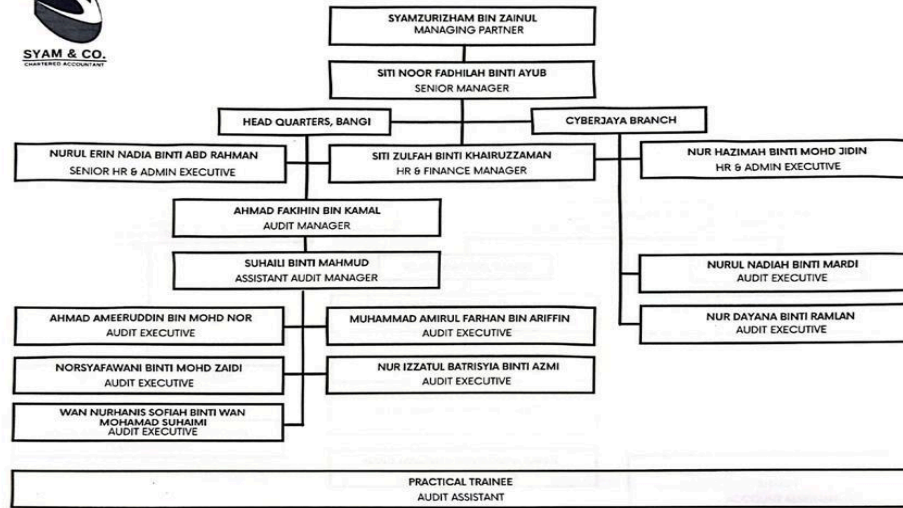 SYAM & CO.
CHARTERED ACCOUNTANT
SYAMZURIZHAM BIN ZAINUL
MANAGING PARTNER
SITI NOOR FADHILAH BINTI AYUB
SENIOR MANAGER
HEAD QUARTERS, BANGI
CYBERJAYA BRANCH
NURUL ERIN NADIA BINTI ABD RAHMAN
SENIOR HR & ADMIN EXECUTIVE
SITI ZULFAH BINTI KHAIRUZZAMAN
HR & FINANCE MANAGER
NUR HAZIMAH BINTI MOHD JIDIN
HR & ADMIN EXECUTIVE
AHMAD FAKIHIN BIN KAMAL
AUDIT MANAGER
SUHAILI BINTI MAHMUD
ASSISTANT AUDIT MANAGER
NURUL NADIAH BINTI MARDI
AUDIT EXECUTIVE
AHMAD AMEERUDDIN BIN MOHD NOR
AUDIT EXECUTIVE
MUHAMMAD AMIRUL FARHAN BIN ARIFFIN
AUDIT EXECUTIVE
NUR DAYANA BINTI RAMLAN
AUDIT EXECUTIVE
NORSYAFAWANI BINTI MOHD ZAIDI
AUDIT EXECUTIVE
NUR IZZATUL BATRISYIA BINTI AZMI
AUDIT EXECUTIVE
WAN NURHANIS SOFIAH BINTI WAN
MOHAMAD SUHAIMI
AUDIT EXECUTIVE
PRACTICAL TRAINEE
AUDIT ASSISTANT